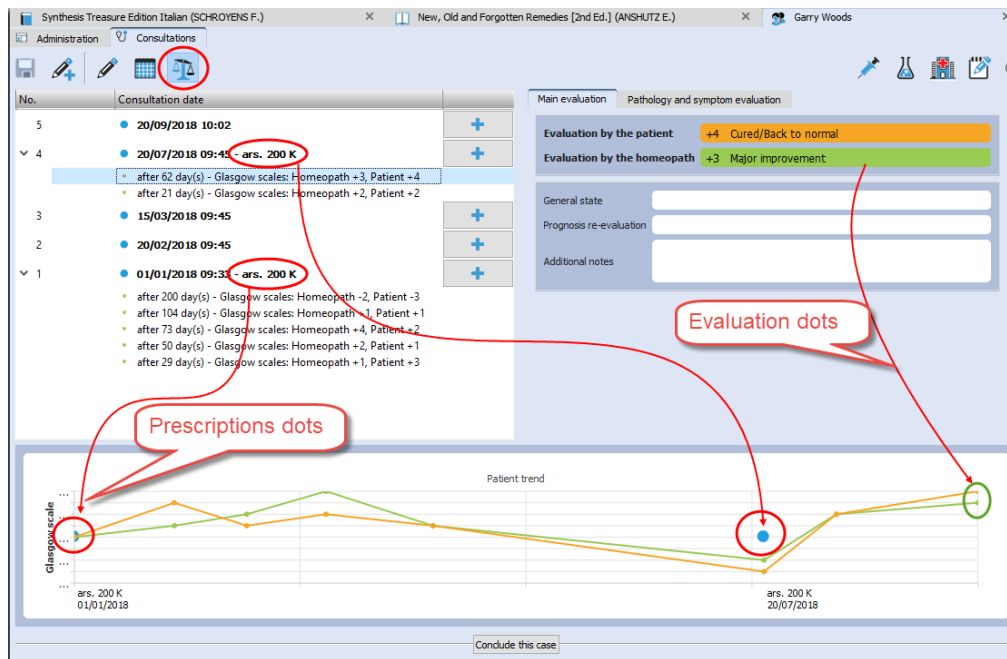 Synthesis Treasure Edition Italian (SCHROYENS F.)
New, Old and Forgotten Remedies [2nd Ed.] (ANSHUTZ E.)
Garry Woods
Administration
Consultations
No.
Consultation date
5
20/09/2018 10:02
4
20/07/2018 09:45 - ars. 200 K
after 62 day(s) - Glasgow scales: Homeopath +3, Patient +4
after 21 day(s) - Glasgow scales: Homeopath +2, Patient +2
3
15/03/2018 09:45
2
20/02/2018 09:45
1
01/01/2018 09:33 - ars. 200 K
after 200 day(s) - Glasgow scales: Homeopath -2, Patient -3
after 104 day(s) - Glasgow scales: Homeopath +1, Patient +1
after 73 day(s) - Glasgow scales: Homeopath +4, Patient +2
after 50 day(s) - Glasgow scales: Homeopath +2, Patient +1
after 29 day(s) - Glasgow scales: Homeopath +1, Patient +3
Main evaluation
Pathology and symptom evaluation
Evaluation by the patient
+4 Cured/Back to normal
Evaluation by the homeopath
+3 Major improvement
General state
Prognosis re-evaluation
Additional notes
Evaluation dots
Prescriptions dots
Patient trend
Glasgow scale
...
...
...
...
...
ars. 200 K
01/01/2018
ars. 200 K
20/07/2018
Conclude this case